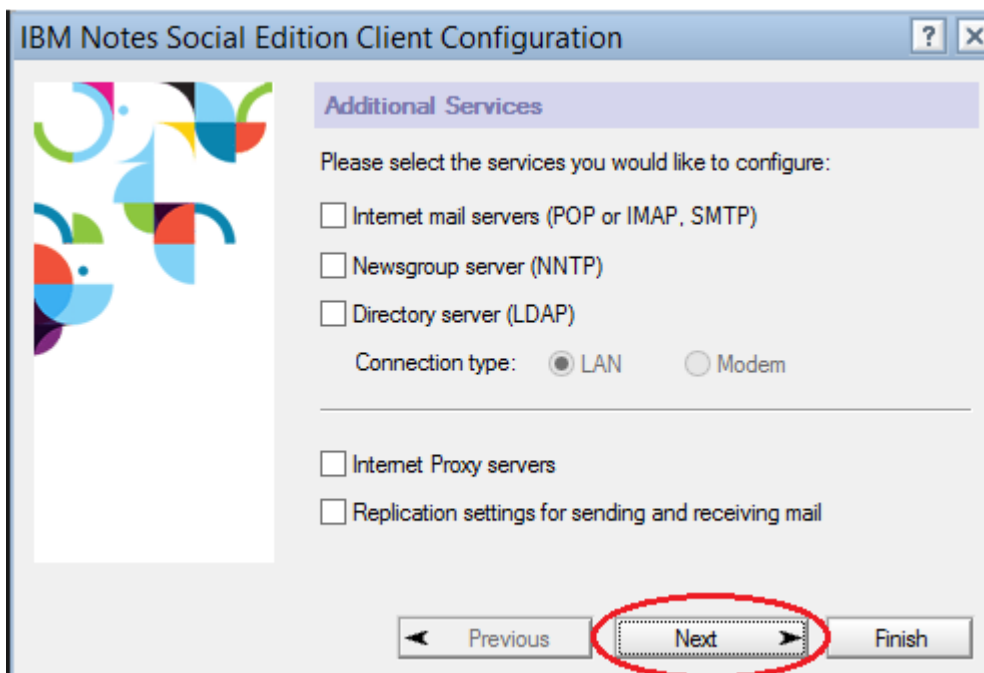 IBM Notes Social Edition Client Configuration ?
Additional Services
Please select the services you would like to configure:
Internet mail servers (POP or IMAP, SMTP)
Newsgroup server (NNTP)
Directory server (LDAP)
Connection type: LAN Modem
Internet Proxy servers
Replication settings for sending and receiving mail
Previous Next Finish